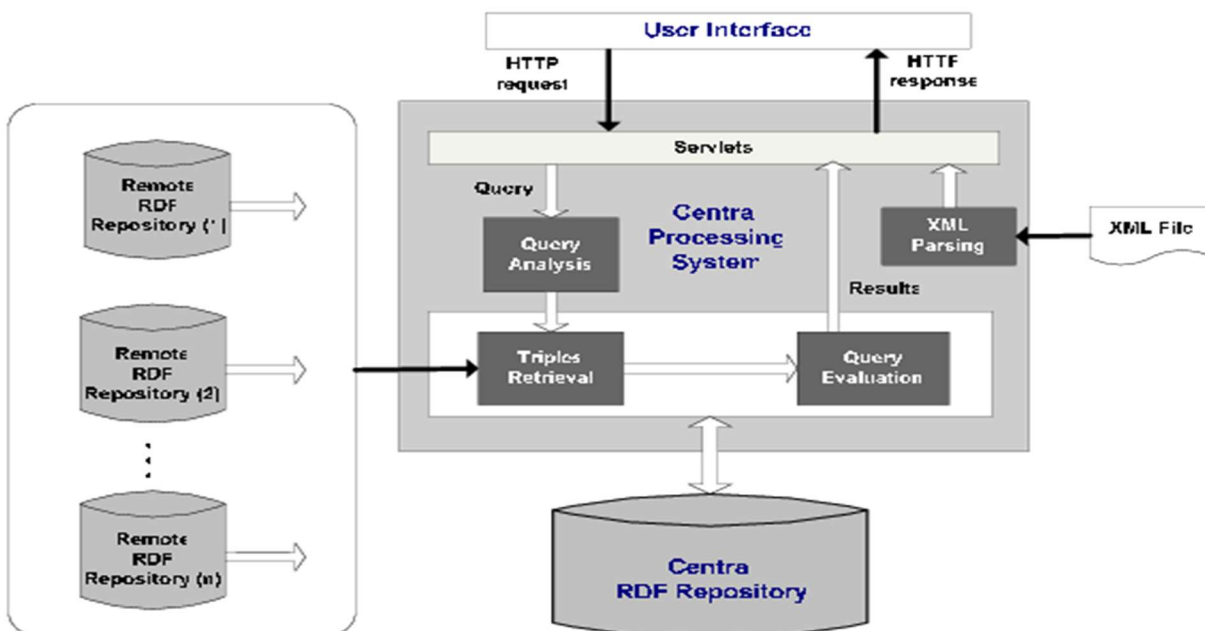 User Interface
HTTP
request
HTTP
response
Servlets
Query
Query
Analysis
Centra
Processing
System
XML
Parsing
XML File
Results
Triples
Retrieval
Query
Evaluation
Remote
RDF
Repository (1)
Remote
RDF
Repository (2)
Remote
RDF
Repository (n)
Centra
RDF Repository